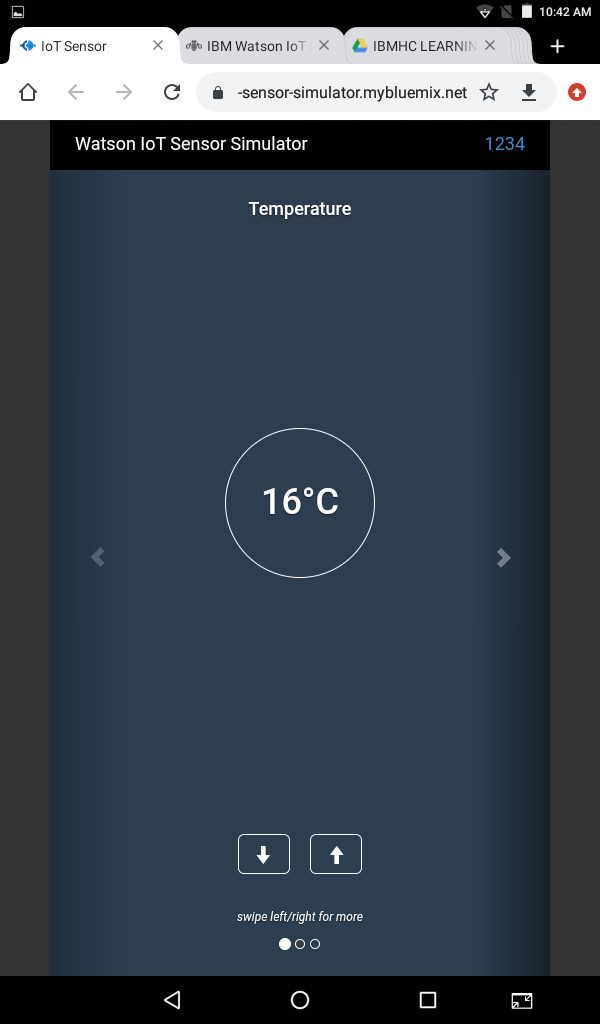 10:42 AM
IoT Sensor
IBM Watson IoT
IBMHC LEARNIN
-sensor-simulator.mybluemix.net
Watson IoT Sensor Simulator
1234
Temperature
16°C
swipe left/right for more